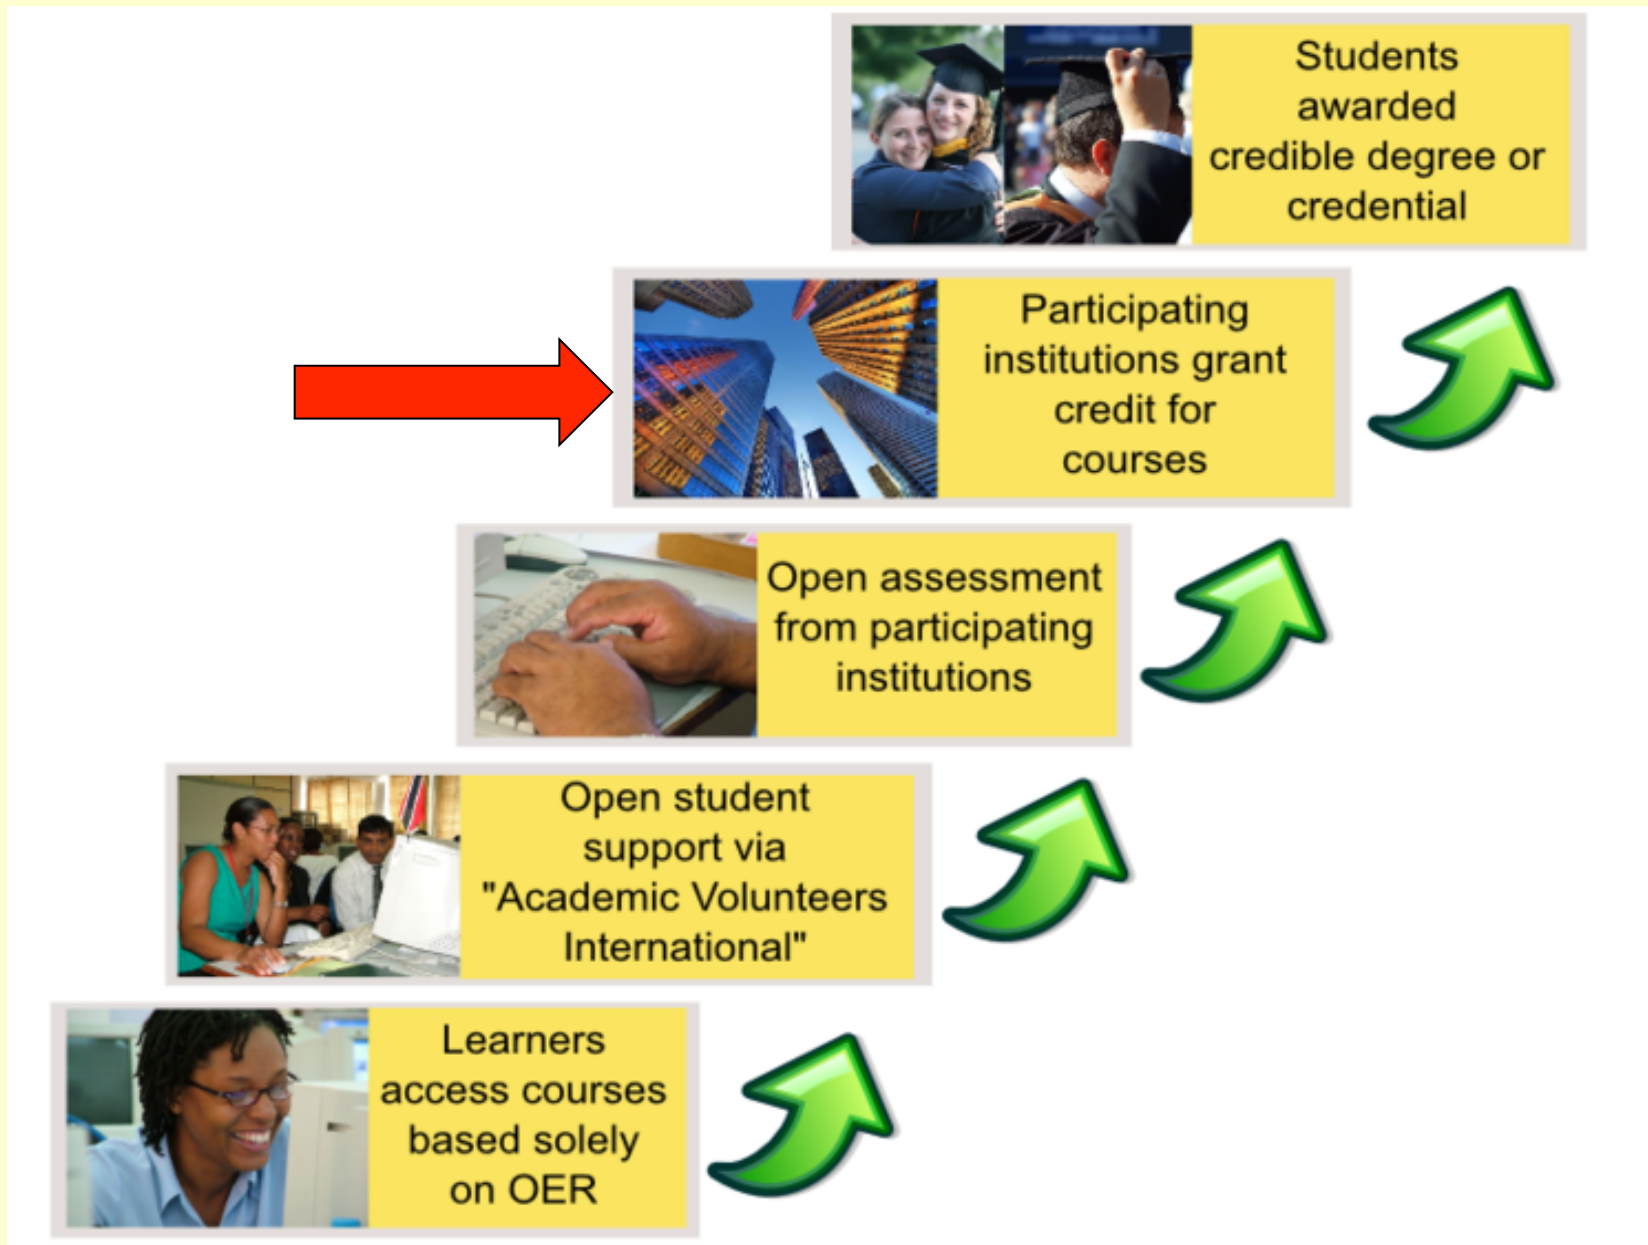 Students
awarded
credible degree or
credential
Participating
institutions grant
credit for
courses
Open assessment
from participating
institutions
Open student
support via
"Academic Volunteers
International"
Learners
access courses
based solely
on OER